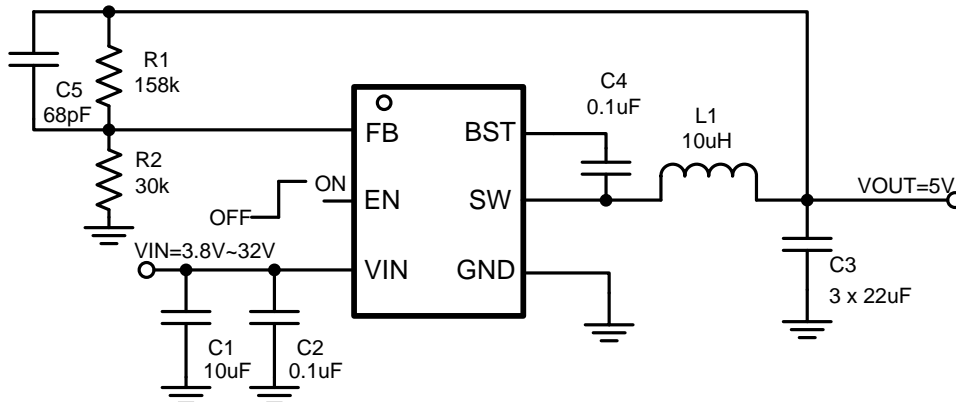 R1
158k
C5
68pF
R2
30k
FB
BST
EN
SW
VIN
GND
C4
0.1uF
L1
10uH
VOUT=5V
ON
OFF
VIN=3.8V~32V
C3
3 x 22uF
C1
10uF
C2
0.1uF